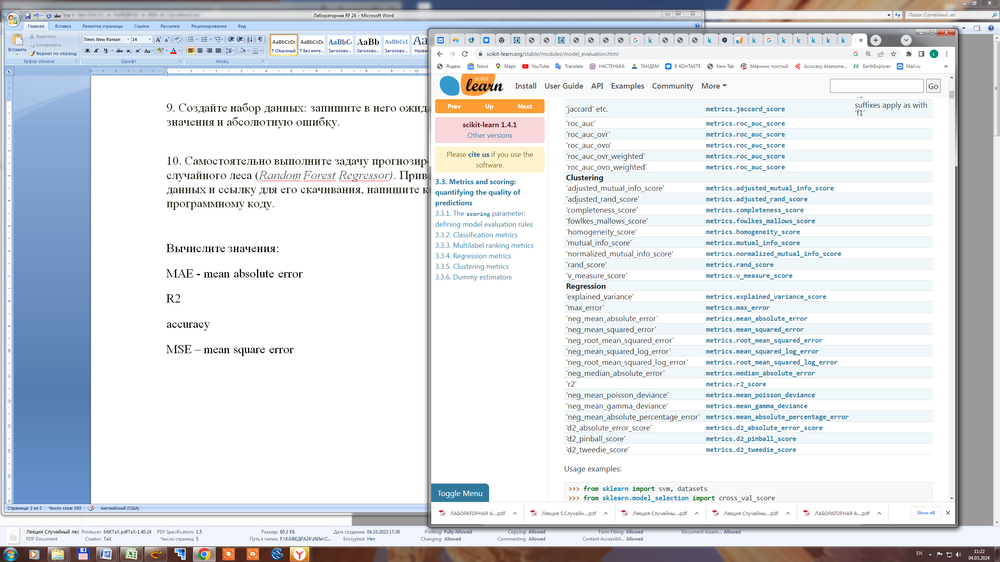 Лабораторная RF 24 - Microsoft Word
Поиск: Случайный лес
Главная
Вставка
Разметка страницы
Ссылки
Рассылки
Рецензирование
Вид
Вставить
Вырезать
Копировать
Формат по образцу
Буфер обмена
Times New Roman
14
Шрифт
Абзац
AaBbCcDc
¶ Обычный
AaBbCcDc
¶ Без инте...
AaBbC
Заголово...
AaBb
Заголово...
AaBbCcI
Заголово...
Назван
9. Создайте набор данных: запишите в него
значения и абсолютную ошибку.
10. Самостоятельно выполните задачу
случайного леса (Random Forest Regressor).
данных и ссылку для его скачивания, напишите
программному коду.
Вычислите значения:
MAE - mean absolute error
R2
accuracy
MSE – mean square error
Страница: 2 из 2
Число слов: 193
Английский (США)
scikit-learn.org/stable/modules/model_evaluation.html
Яндекс
News
Maps
YouTube
Translate
НАСТЕНЬКА
ТАНДЕМ
В КОНТАКТЕ
New Tab
Меринос толстый
Accuracy Assessme...
EarthExplorer
Mail.ru
scikit
learn
Install
User Guide
API
Examples
Community
More
Go
Prev
Up
Next
scikit-learn 1.4.1
Other versions
Please cite us if you use the
software.
3.3. Metrics and scoring:
quantifying the quality of
predictions
3.3.1. The scoring parameter:
defining model evaluation rules
3.3.2. Classification metrics
3.3.3. Multilabel ranking metrics
3.3.4. Regression metrics
3.3.5. Clustering metrics
3.3.6. Dummy estimators
Toggle Menu
‘jaccard’ etc. metrics.jaccard_score suffixes apply as with
‘f1’
‘roc_auc’ metrics.roc_auc_score
‘roc_auc_ovr’ metrics.roc_auc_score
‘roc_auc_ovo’ metrics.roc_auc_score
‘roc_auc_ovr_weighted’ metrics.roc_auc_score
‘roc_auc_ovo_weighted’ metrics.roc_auc_score
Clustering
‘adjusted_mutual_info_score’ metrics.adjusted_mutual_info_score
‘adjusted_rand_score’ metrics.adjusted_rand_score
‘completeness_score’ metrics.completeness_score
‘fowlkes_mallows_score’ metrics.fowlkes_mallows_score
‘homogeneity_score’ metrics.homogeneity_score
‘mutual_info_score’ metrics.mutual_info_score
‘normalized_mutual_info_score’ metrics.normalized_mutual_info_score
‘rand_score’ metrics.rand_score
‘v_measure_score’ metrics.v_measure_score
Regression
‘explained_variance’ metrics.explained_variance_score
‘max_error’ metrics.max_error
‘neg_mean_absolute_error’ metrics.mean_absolute_error
‘neg_mean_squared_error’ metrics.mean_squared_error
‘neg_root_mean_squared_error’ metrics.root_mean_squared_error
‘neg_mean_squared_log_error’ metrics.mean_squared_log_error
‘neg_root_mean_squared_log_error’ metrics.root_mean_squared_log_error
‘neg_median_absolute_error’ metrics.median_absolute_error
‘r2’ metrics.r2_score
‘neg_mean_poisson_deviance’ metrics.mean_poisson_deviance
‘neg_mean_gamma_deviance’ metrics.mean_gamma_deviance
‘neg_mean_absolute_percentage_error’ metrics.mean_absolute_percentage_error
‘d2_absolute_error_score’ metrics.d2_absolute_error_score
‘d2_pinball_score’ metrics.d2_pinball_score
‘d2_tweedie_score’ metrics.d2_tweedie_score
Usage examples:
>>> from sklearn import svm, datasets
>>> from sklearn.model_selection import cross_val_score
ЛАБОРАТОРНАЯ А....pdf
Лекция 5.Случайн....pdf
Лекция Случайны....pdf
Лекция Случайны....pdf
ЛАБОРАТОРНАЯ А....pdf
Show all
Лекция Случайный лес Producer: MiKTeX pdfTeX-1.40.24 PDF Specification: 1.5 Размер: 80.2 КБ Дата создания: 04.10.2023 17:36 Printing: Fully Allowed Copying: Allowed Form Filling: Allowed Document Assem... Allowed
PDF Document Creator: TeX Число страниц: 5 Путь к папке: F:\КАФЕДРА24\ИИи\С... Encrypted: Нет Changing: Allowed Commenting: Allowed Content Accessibil... Allowed
EN
11:22
04.03.2024